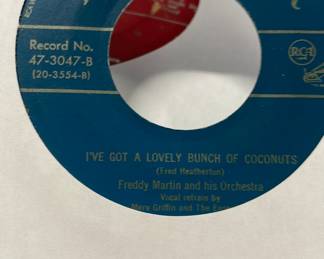 Record No.
47-3047-B
(20-3554-B)
RCA
I'VE GOT A LOVELY BUNCH OF COCONUTS
(Fred Heatherton)
Freddy Martin and his Orchestra
Vocal refrain by
Merv Griffin and The